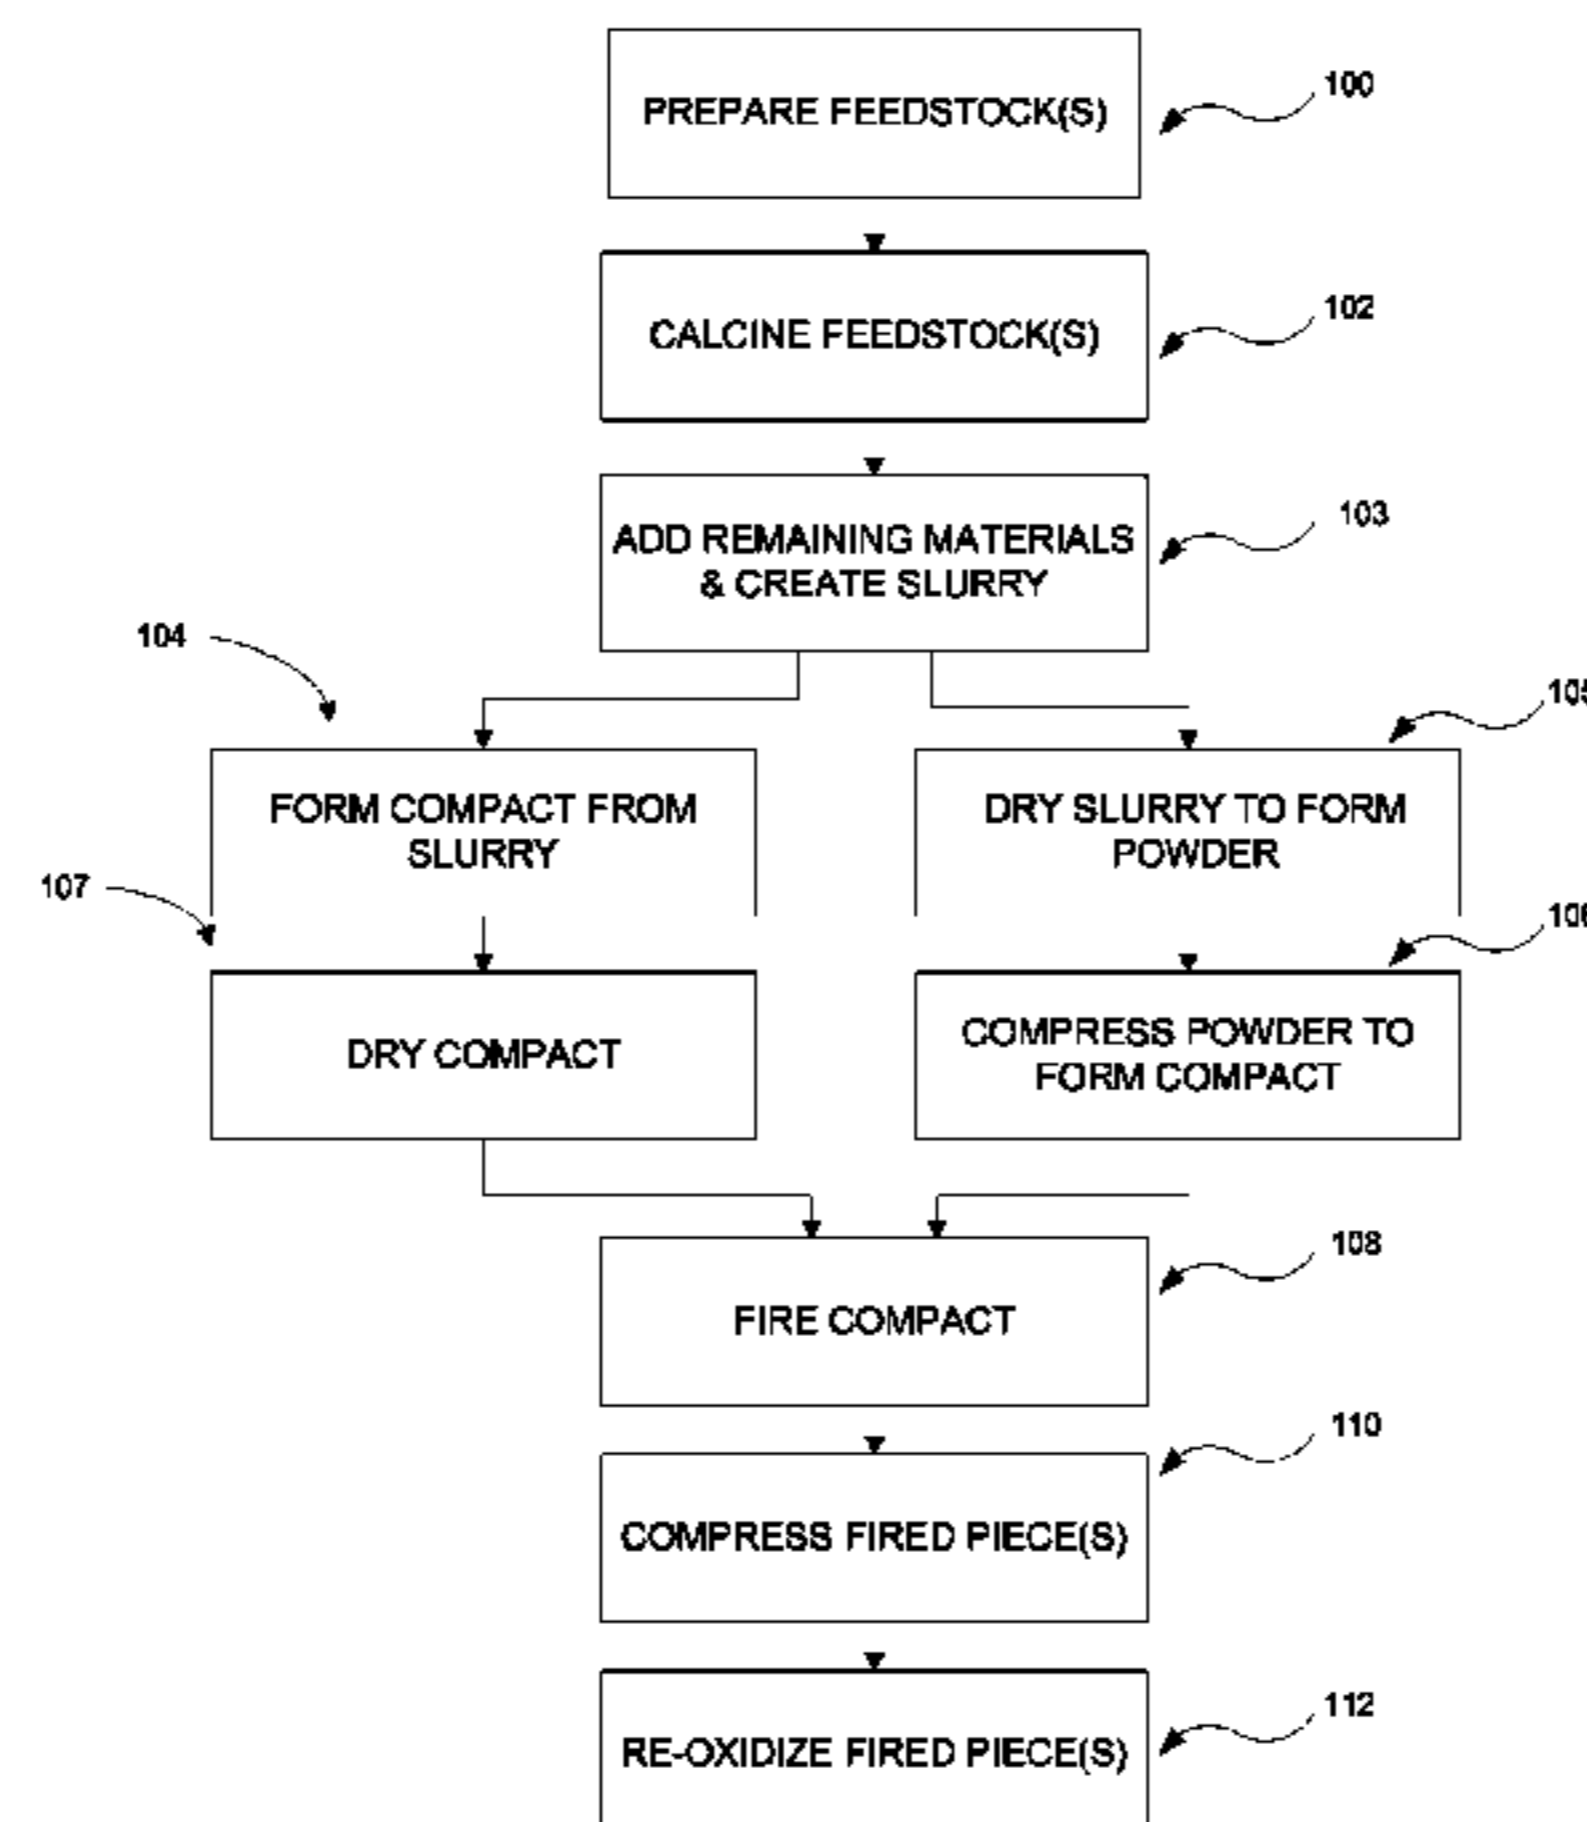 PREPARE FEEDSTOCK(S)
100
CALCINE FEEDSTOCK(S)
102
ADD REMAINING MATERIALS
& CREATE SLURRY
103
104
105
FORM COMPACT FROM
SLURRY
DRY SLURRY TO FORM
POWDER
107
106
DRY COMPACT
COMPRESS POWDER TO
FORM COMPACT
FIRE COMPACT
108
COMPRESS FIRED PIECE(S)
110
RE-OXIDIZE FIRED PIECE(S)
112